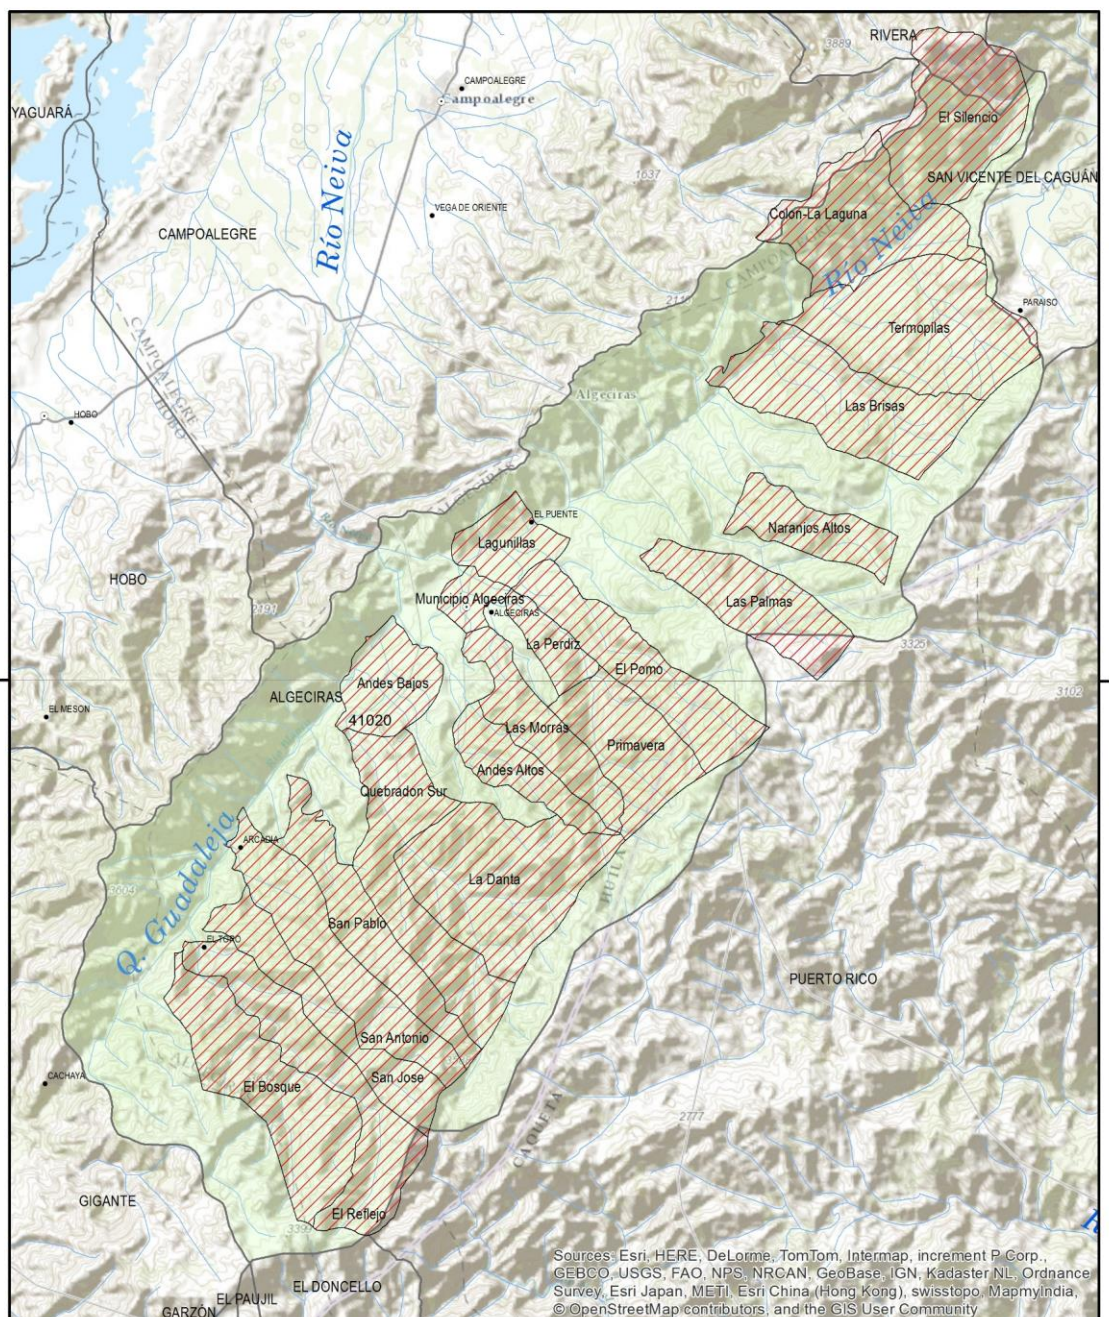 RIVERA
3889
CAMPOALEGRE
Campoalegre
YAGUARÁ
El Silencio
1637
SAN VICENTE DEL CAGUÁN
VEGA DE ORIENTE
Colon-La Laguna
CAMPOALEGRE
Río Neiva
Río Neiva
PARAISO
Termopilas
CAMPOALEGRE
HOBO
Algeciras
Las Brisas
HOBO
EL PUENTE
Naranjos Altos
Lagunillas
HOBO
Municipio Algeciras
Las Palmas
ALGECIRAS
La Perdiz
3323
El Pomo
Andes Bajos
3102
ALGECIRAS
EL MESON
41020
Las Morras
Primavera
Andes Altos
Quebradon Sur
Q. Guadaleja
ARCADIA
La Danta
HUILA
San Pablo
EL TORO
PUERTO RICO
San Antonio
San Jose
CACHAYA
El Bosque
2777
CAQUETA
GIGANTE
El Reflejo
EL DONCELLO
EL PAUJIL
GARZÓN
Sources: Esri, HERE, DeLorme, TomTom, Intermap, increment P Corp.,
GEBCO, USGS, FAO, NPS, NRCAN, GeoBase, IGN, Kadaster NL, Ordnance
Survey, Esri Japan, METI, Esri China (Hong Kong), swisstopo, MapmyIndia,
© OpenStreetMap contributors, and the GIS User Community